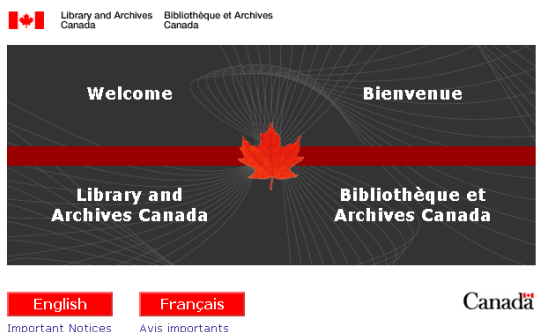 Library and Archives Bibliothèque et Archives
Canada Canada
Welcome Bienvenue
Library and Bibliothèque et
Archives Canada Archives Canada
English Français Canada
Important Notices Avis importants